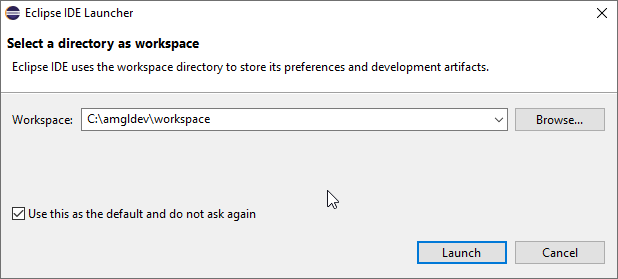 Eclipse IDE Launcher
Select a directory as workspace
Eclipse IDE uses the workspace directory to store its preferences and development artifacts.
Workspace: C:\amgldev\workspace Browse...
Use this as the default and do not ask again
Launch Cancel